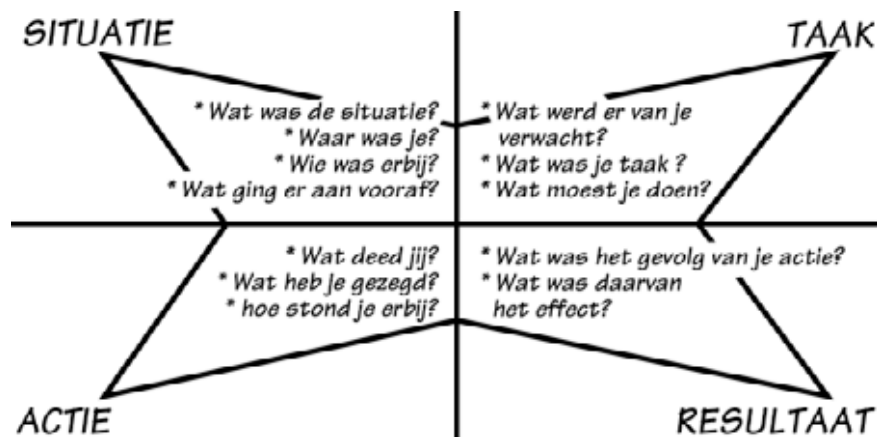 SITUATIE
* Wat was de situatie?
* Waar was je?
* Wie was erbij?
* Wat ging er aan vooraf?
TAAK
* Wat werd er van je
verwacht?
* Wat was je taak ?
* Wat moest je doen?
* Wat deed jij?
* Wat heb je gezegd?
* hoe stond je erbij?
ACTIE
* Wat was het gevolg van je actie?
* Wat was daarvan
het effect?
RESULTAAT